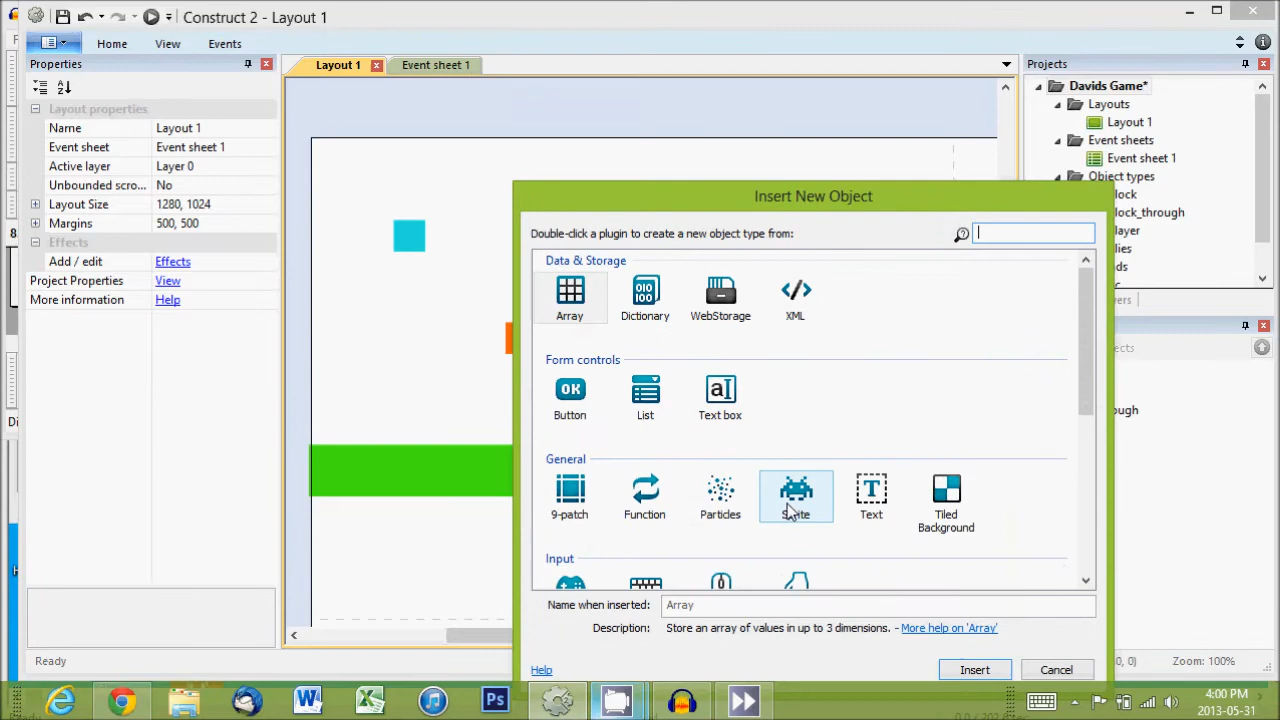 Construct 2 - Layout 1
Home View Events
Properties
Layout 1
Event sheet 1
Projects
Layout properties
Name Layout 1
Event sheet Event sheet 1
Active layer Layer 0
Unbounded scro... No
Layout Size 1280, 1024
Margins 500, 500
Effects
Add / edit Effects
Project Properties View
More information Help
Davids Game*
Layouts
Layout 1
Event sheets
Event sheet 1
Object types
lock
lock_through
layer
Insert New Object
Double-click a plugin to create a new object type from:
Data & Storage
Array Dictionary WebStorage XML
Form controls
Button List Text box
General
9-patch Function Particles Sprite Text Tiled Background
Input
Name when inserted: Array
Description: Store an array of values in up to 3 dimensions. - More help on 'Array'
Help
Insert Cancel
Ready
Zoom: 100%
4:00 PM
2013-05-31